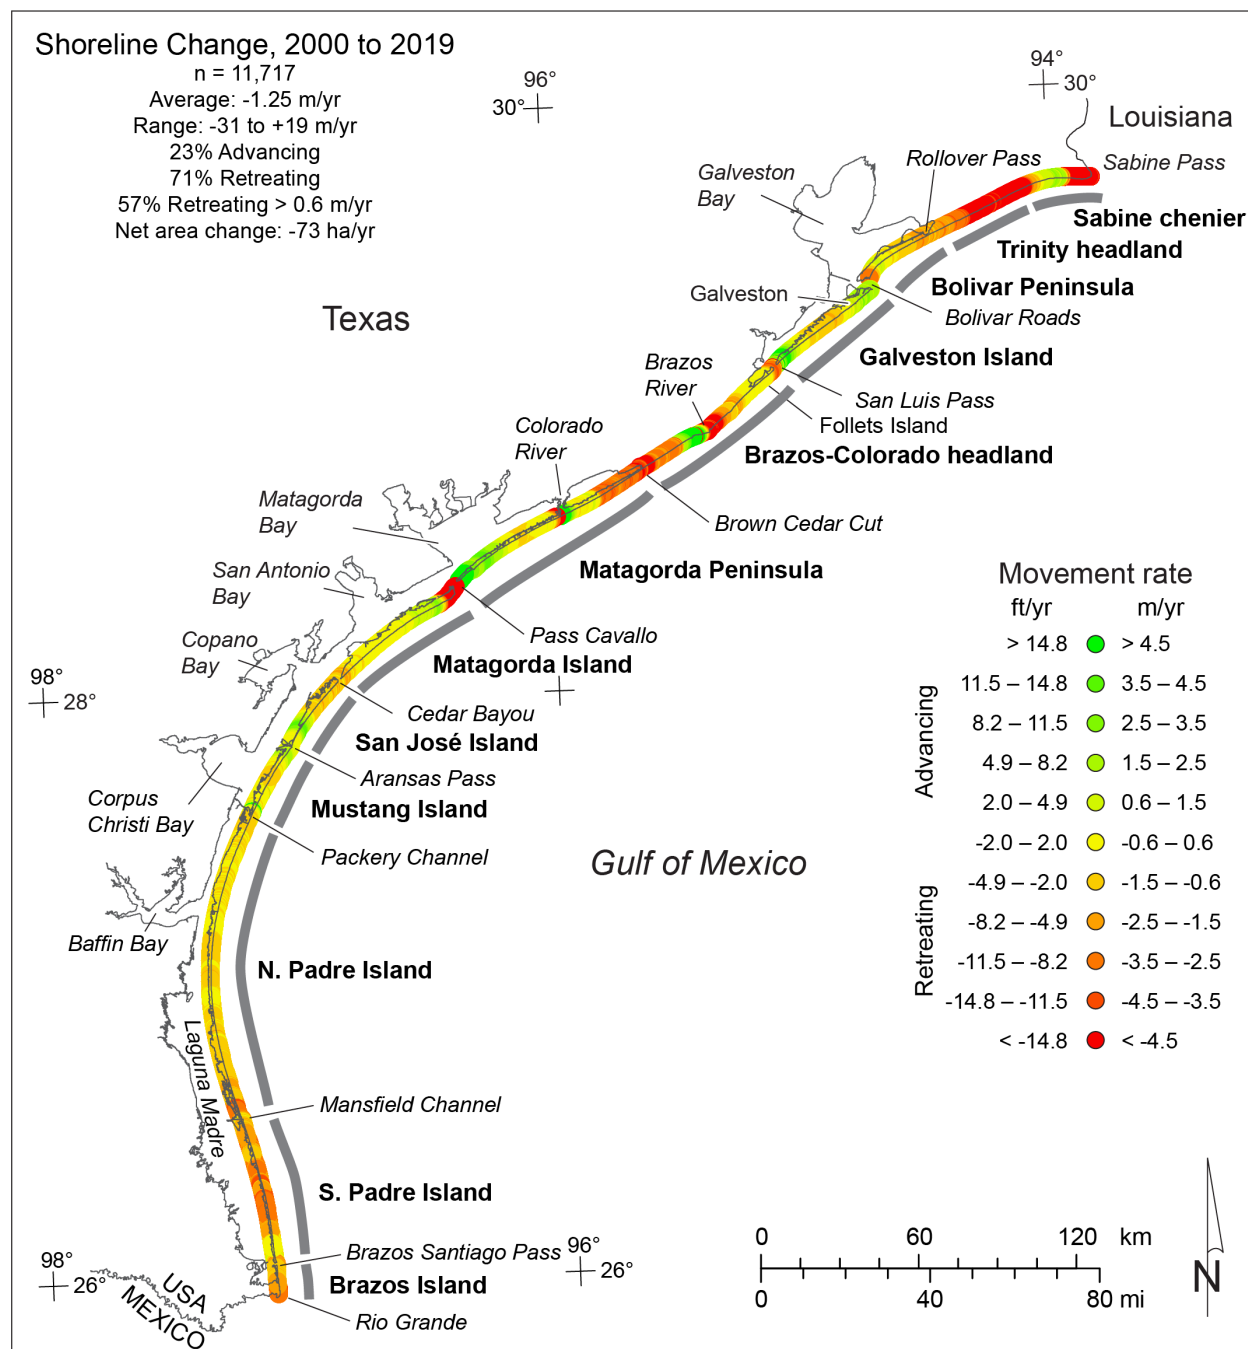 Shoreline Change, 2000 to 2019
n = 11,717
Average: -1.25 m/yr
Range: -31 to +19 m/yr
23% Advancing
71% Retreating
57% Retreating > 0.6 m/yr
Net area change: -73 ha/yr
96°
30°
94°
30°
Louisiana
Sabine Pass
Rollover Pass
Galveston
Bay
Sabine chenier
Trinity headland
Bolivar Peninsula
Bolivar Roads
Galveston
Texas
Galveston Island
Brazos
River
San Luis Pass
Follets Island
Brazos-Colorado headland
Colorado
River
Matagorda
Bay
Brown Cedar Cut
Matagorda Peninsula
San Antonio
Bay
Pass Cavallo
Copano
Bay
Matagorda Island
98°
28°
Cedar Bayou
San José Island
Aransas Pass
Corpus
Christi Bay
Mustang Island
Packery Channel
Gulf of Mexico
Baffin Bay
N. Padre Island
Laguna Madre
Mansfield Channel
S. Padre Island
Brazos Santiago Pass
96°
26°
98°
26°
Brazos Island
USA
MEXICO
Rio Grande
Movement rate
ft/yr m/yr
Advancing
> 14.8 > 4.5
11.5 – 14.8 3.5 – 4.5
8.2 – 11.5 2.5 – 3.5
4.9 – 8.2 1.5 – 2.5
2.0 – 4.9 0.6 – 1.5
-2.0 – 2.0 -0.6 – 0.6
Retreating
-4.9 – -2.0 -1.5 – -0.6
-8.2 – -4.9 -2.5 – -1.5
-11.5 – -8.2 -3.5 – -2.5
-14.8 – -11.5 -4.5 – -3.5
< -14.8 < -4.5
0 60 120 km
0 40 80 mi
N